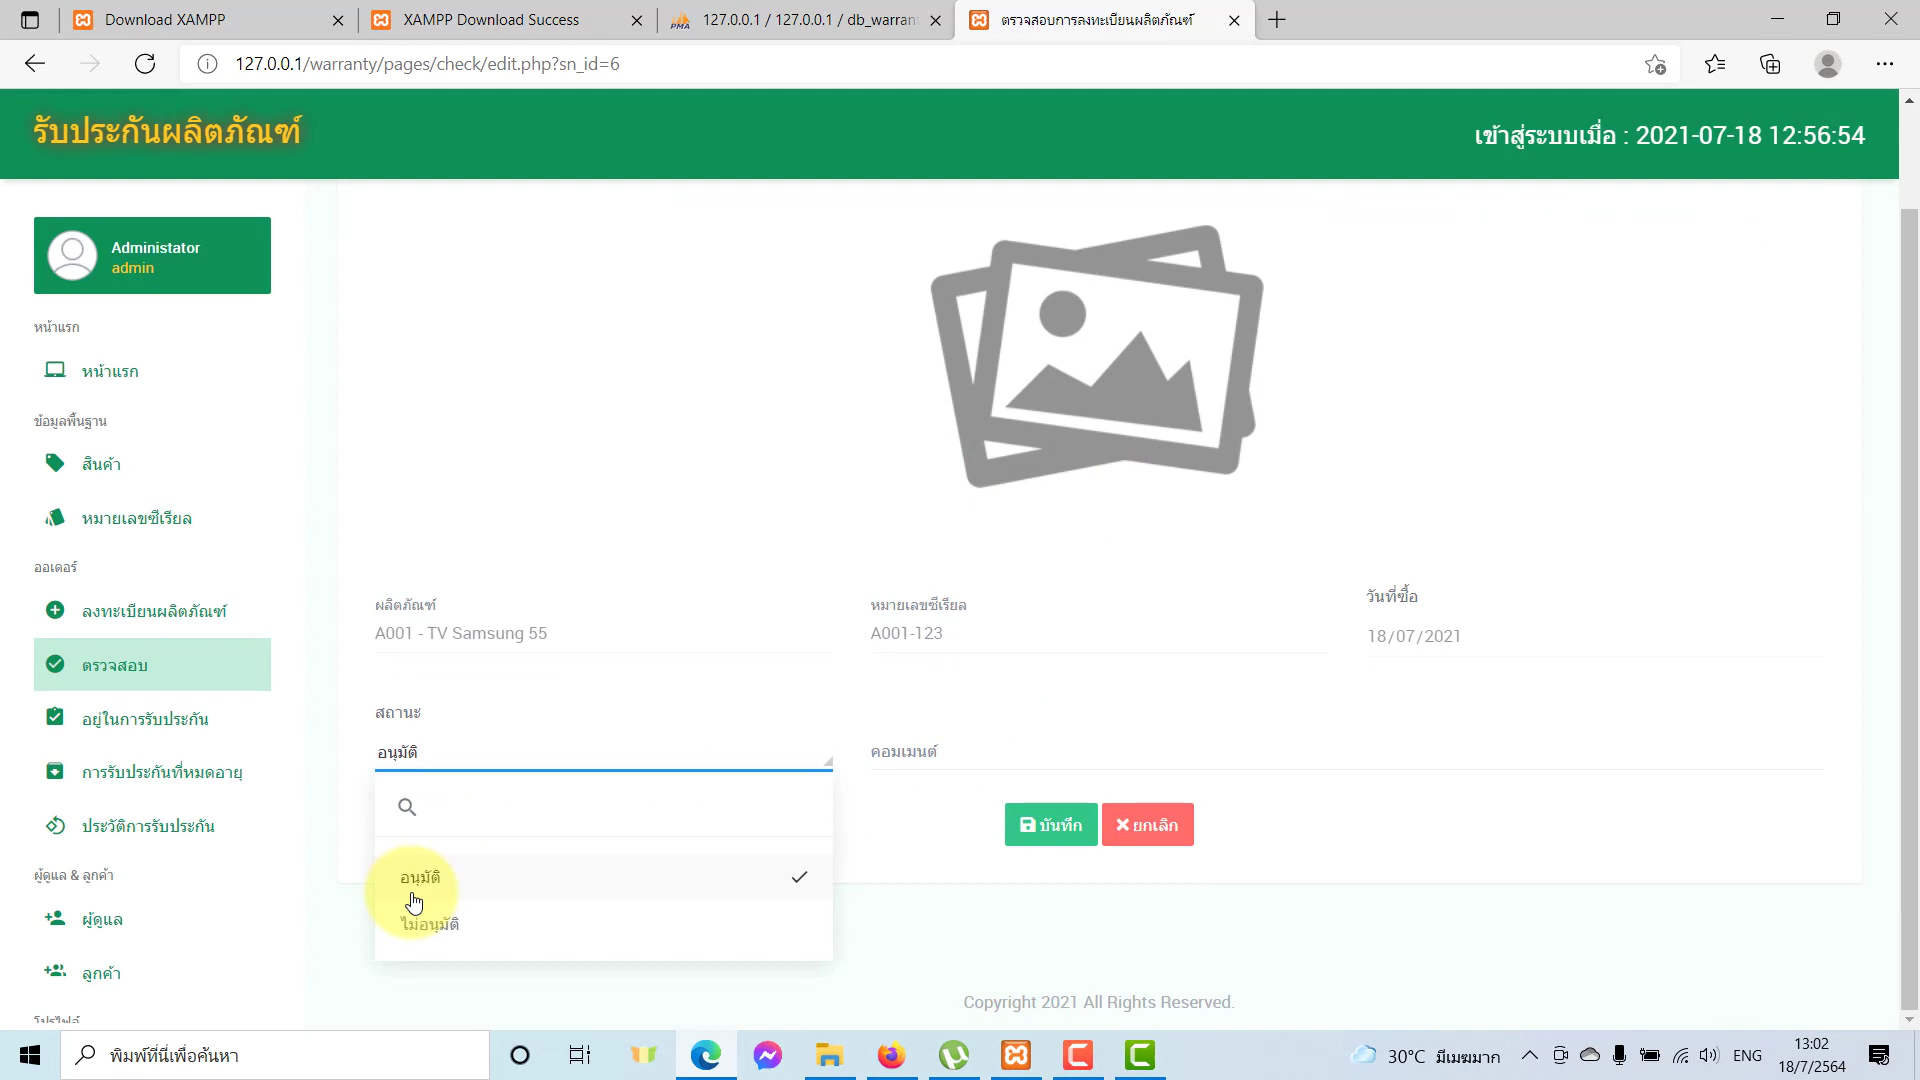 Download XAMPP
XAMPP Download Success
127.0.0.1 / 127.0.0.1 / db_warran
ตรวจสอบการลงทะเบียนผลิตภัณฑ์
127.0.0.1/warranty/pages/check/edit.php?sn_id=6
รับประกันผลิตภัณฑ์
เข้าสู่ระบบเมื่อ : 2021-07-18 12:56:54
Administator
admin
หน้าแรก
หน้าแรก
ข้อมูลพื้นฐาน
สินค้า
หมายเลขซีเรียล
ออเดอร์
ลงทะเบียนผลิตภัณฑ์
ตรวจสอบ
อยู่ในการรับประกัน
การรับประกันที่หมดอายุ
ประวัติการรับประกัน
ผู้ดูแล & ลูกค้า
ผู้ดูแล
ลูกค้า
โปรไฟล์
ผลิตภัณฑ์
A001 - TV Samsung 55
หมายเลขซีเรียล
A001-123
วันที่ซื้อ
18/07/2021
สถานะ
อนุมัติ
คอมเมนต์
อนุมัติ
ไม่อนุมัติ
บันทึก
ยกเลิก
Copyright 2021 All Rights Reserved.
พิมพ์ที่นี่เพื่อค้นหา
30°C มีเมฆมาก
ENG
13:02
18/7/2564